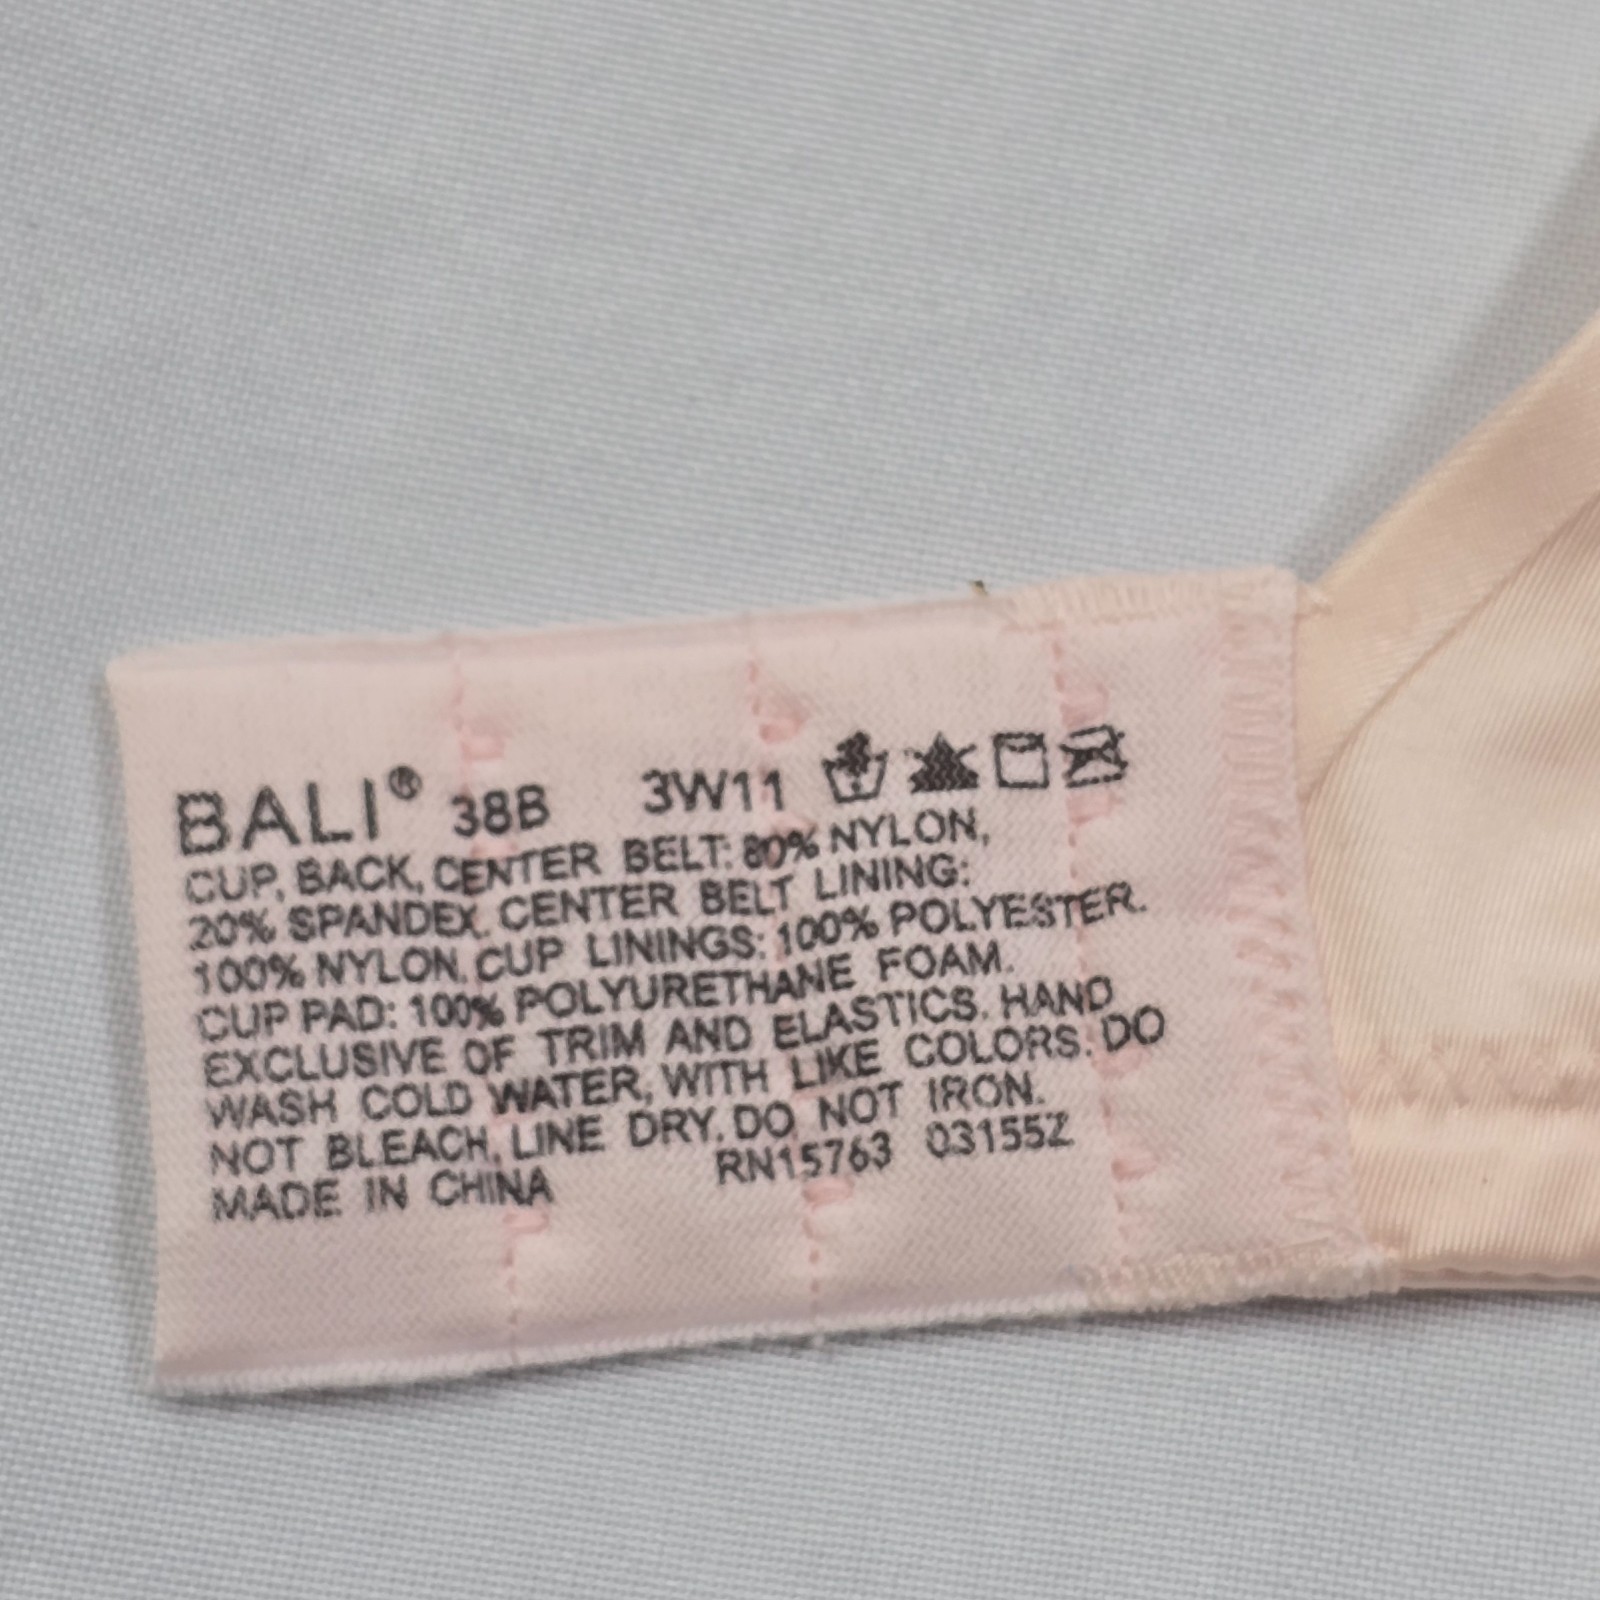 BALI® 38B 3W11
CUP, BACK, CENTER BELT: 80% NYLON,
20% SPANDEX. CENTER BELT LINING:
100% NYLON. CUP LININGS: 100% POLYESTER.
CUP PAD: 100% POLYURETHANE FOAM.
EXCLUSIVE OF TRIM AND ELASTICS. HAND
WASH COLD WATER, WITH LIKE COLORS. DO
NOT BLEACH. LINE DRY. DO NOT IRON.
MADE IN CHINA RN15763 03155Z